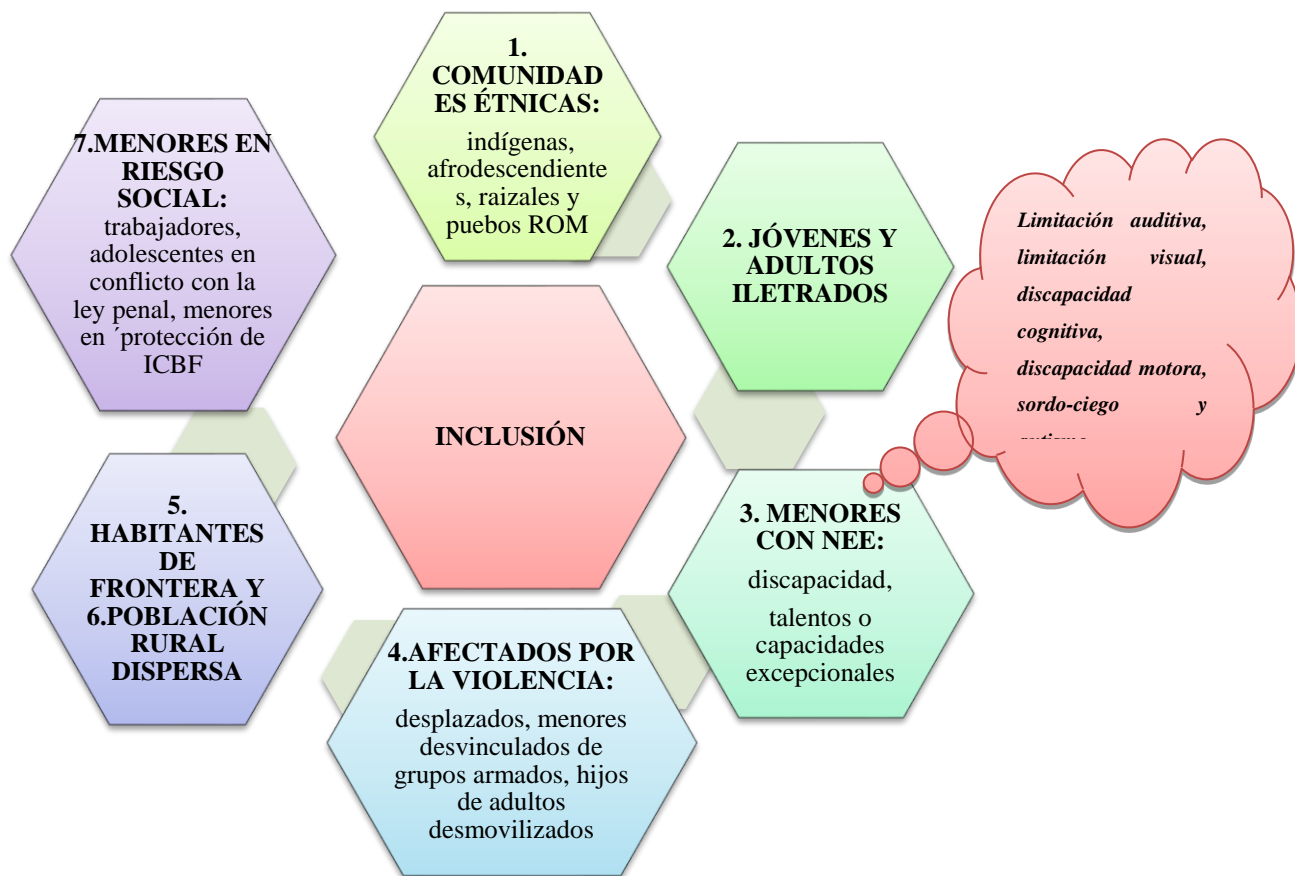 1.
COMUNIDAD
ES ÉTNICAS:
indígenas,
afrodescendiente
s, raizales y
puebos ROM
2. JÓVENES Y
ADULTOS
ILETRADOS
Limitación auditiva,
limitación visual,
discapacidad
cognitiva,
discapacidad motora,
sordo-ciego y
3. MENORES
CON NEE:
discapacidad,
talentos o
capacidades
excepcionales
4.AFECTADOS POR
LA VIOLENCIA:
desplazados, menores
desvinculados de
grupos armados, hijos
de adultos
desmovilizados
5.
HABITANTES
DE
FRONTERA Y
6.POBLACIÓN
RURAL
DISPERSA
7.MENORES EN
RIESGO
SOCIAL:
trabajadores,
adolescentes en
conflicto con la
ley penal, menores
en ´protección de
ICBF
INCLUSIÓN